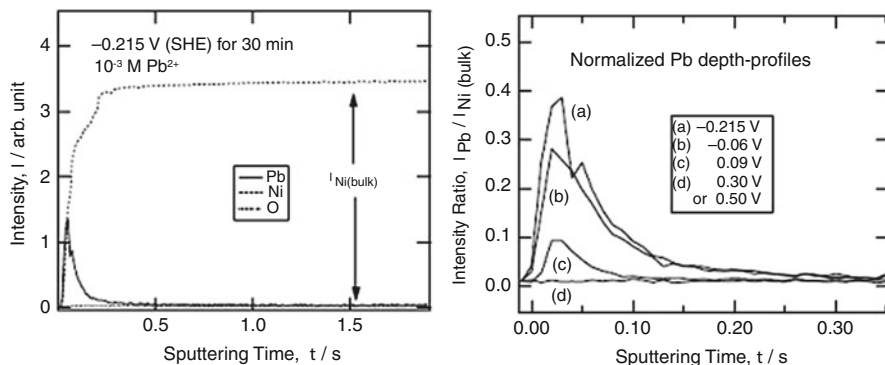 −0.215 V (SHE) for 30 min
10⁻³ M Pb²⁺
4
3
2
1
0
Intensity, I / arb. unit
Pb
Ni
O
I Ni(bulk)
0.5
1.0
1.5
Sputtering Time, t / s
Normalized Pb depth-profiles
0.5
0.4
0.3
0.2
0.1
0.0
Intensity Ratio, I Pb / I Ni (bulk)
(a)
(b)
(c)
(d)
(a) −0.215 V
(b) −0.06 V
(c) 0.09 V
(d) 0.30 V
or 0.50 V
0.00
0.10
0.20
0.30
Sputtering Time, t / s